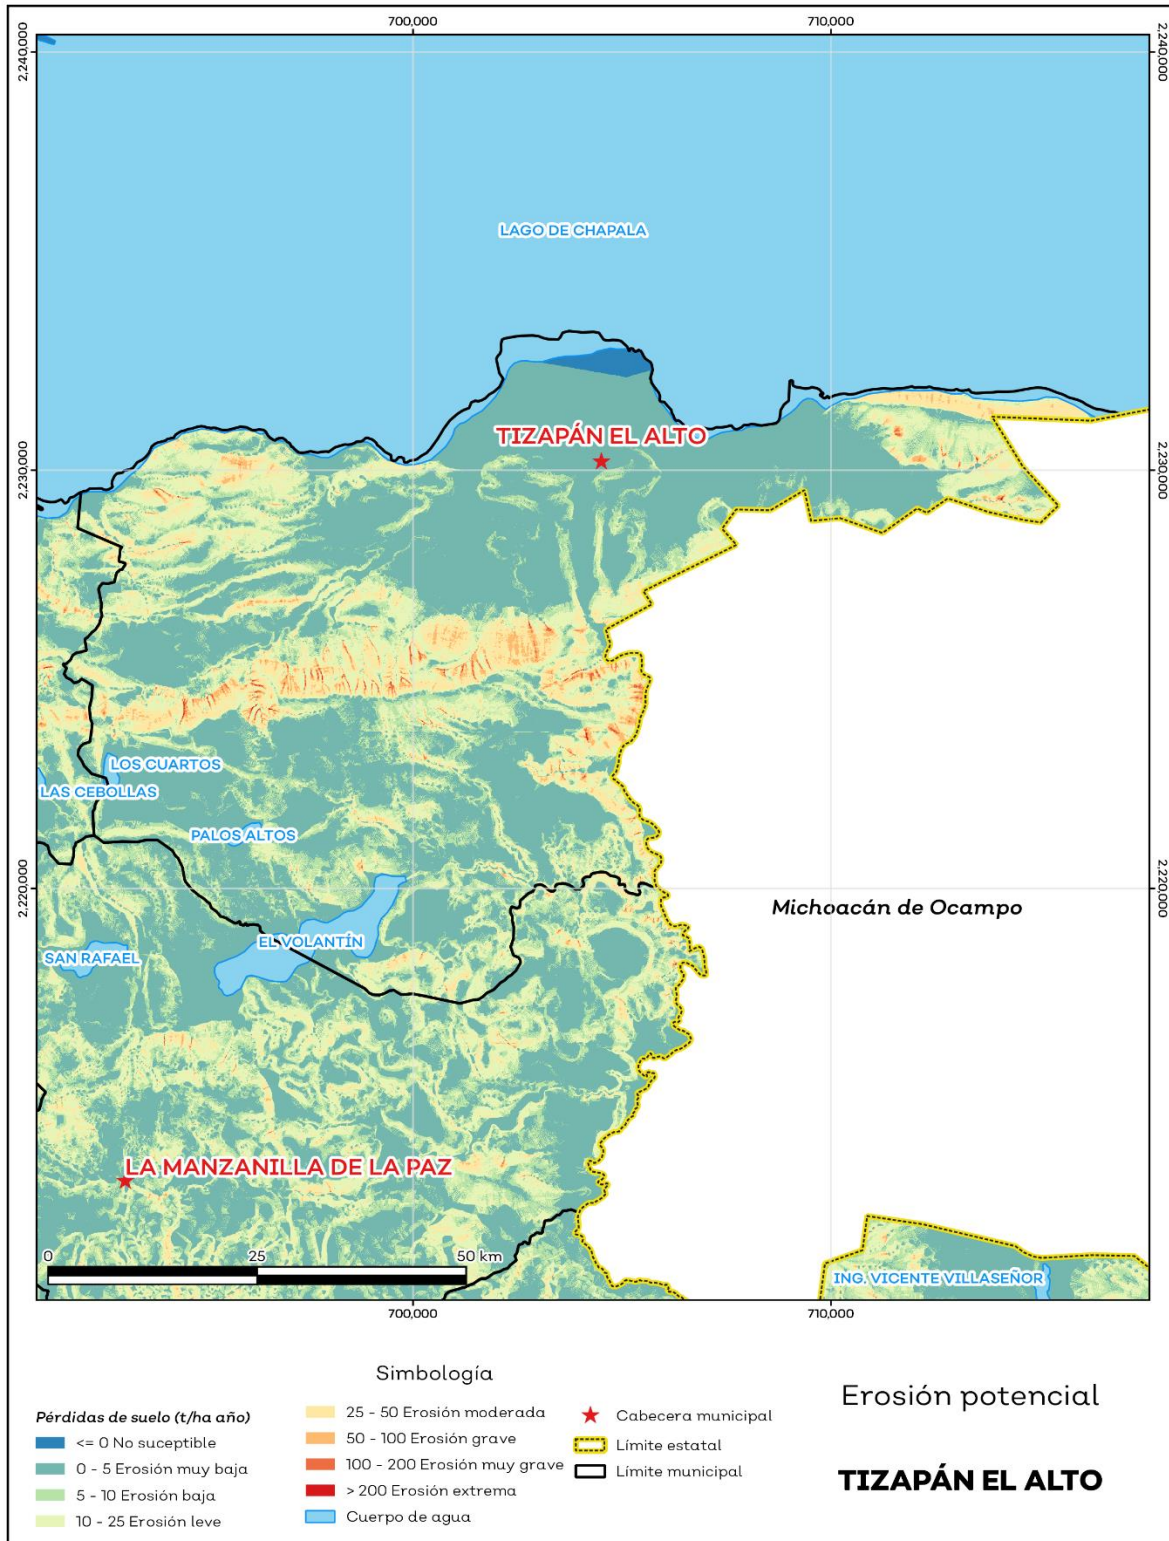 700,000
710,000
2,240,000
2,240,000
LAGO DE CHAPALA
TIZAPÁN EL ALTO
2,230,000
2,230,000
LOS CUARTOS
LAS CEBOLLAS
PALOS ALTOS
2,220,000
2,220,000
Michoacán de Ocampo
EL VOLANTÍN
SAN RAFAEL
LA MANZANILLA DE LA PAZ
0 25 50 km
ING. VICENTE VILLASEÑOR
700,000
710,000
Simbología
Pérdidas de suelo (t/ha año)
<= 0 No suceptible
0 - 5 Erosión muy baja
5 - 10 Erosión baja
10 - 25 Erosión leve
25 - 50 Erosión moderada
50 - 100 Erosión grave
100 - 200 Erosión muy grave
> 200 Erosión extrema
Cuerpo de agua
Cabecera municipal
Límite estatal
Límite municipal
Erosión potencial
TIZAPÁN EL ALTO